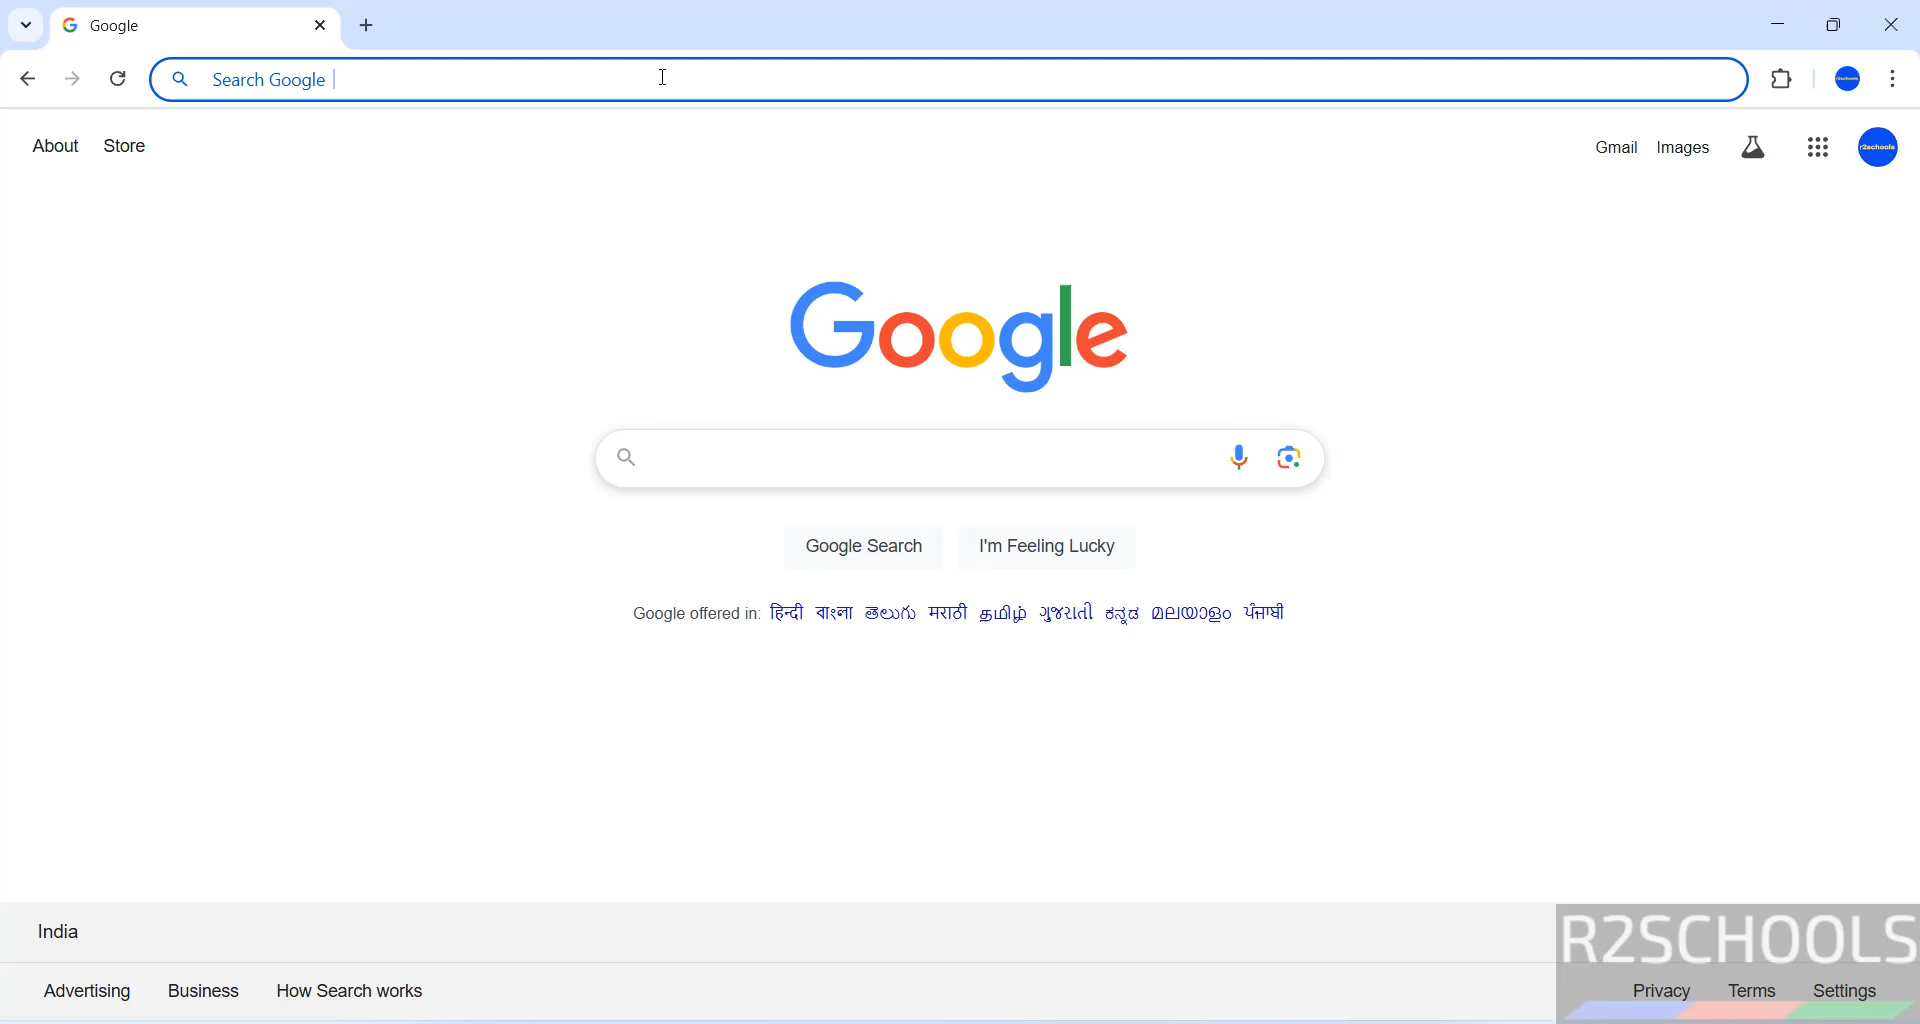 Google
Search Google
About Store
Gmail Images
r2schools
Google
Google Search I'm Feeling Lucky
Google offered in: हिन्दी বাংলা తెలుగు मराठी தமிழ் ગુજરાતી ಕನ್ನಡ മലയാളം ਪੰਜਾਬੀ
India
R2SCHOOLS
Advertising Business How Search works
Privacy Terms Settings